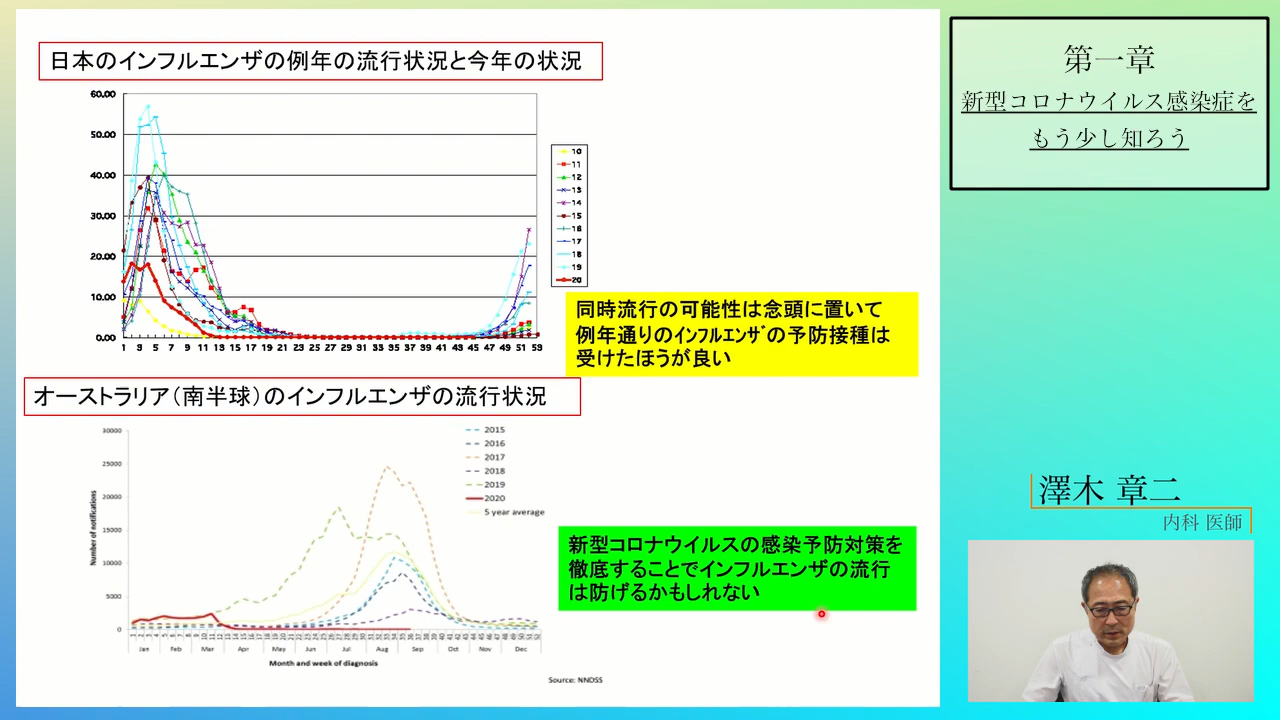 日本のインフルエンザの例年の流行状況と今年の状況
60.00
50.00
40.00
30.00
20.00
10.00
0.00
1 3 5 7 9 11 13 15 17 19 21 23 25 27 29 31 33 35 37 39 41 43 45 47 49 51 53
10
11
12
13
14
15
16
17
18
19
20
同時流行の可能性は念頭に置いて
例年通りのｲﾝﾌﾙｴﾝｻﾞの予防接種は
受けたほうが良い
オーストラリア（南半球）のインフルエンザの流行状況
30000
25000
20000
15000
10000
5000
0
Number of notifications
2015
2016
2017
2018
2019
2020
5 year average
Jan Feb Mar Apr May Jun Jul Aug Sep Oct Nov Dec
Month and week of diagnosis
Source: NNDSS
新型コロナウイルスの感染予防対策を
徹底することでインフルエンザの流行
は防げるかもしれない
第一章
新型コロナウイルス感染症を
もう少し知ろう
澤木 章二
内科 医師